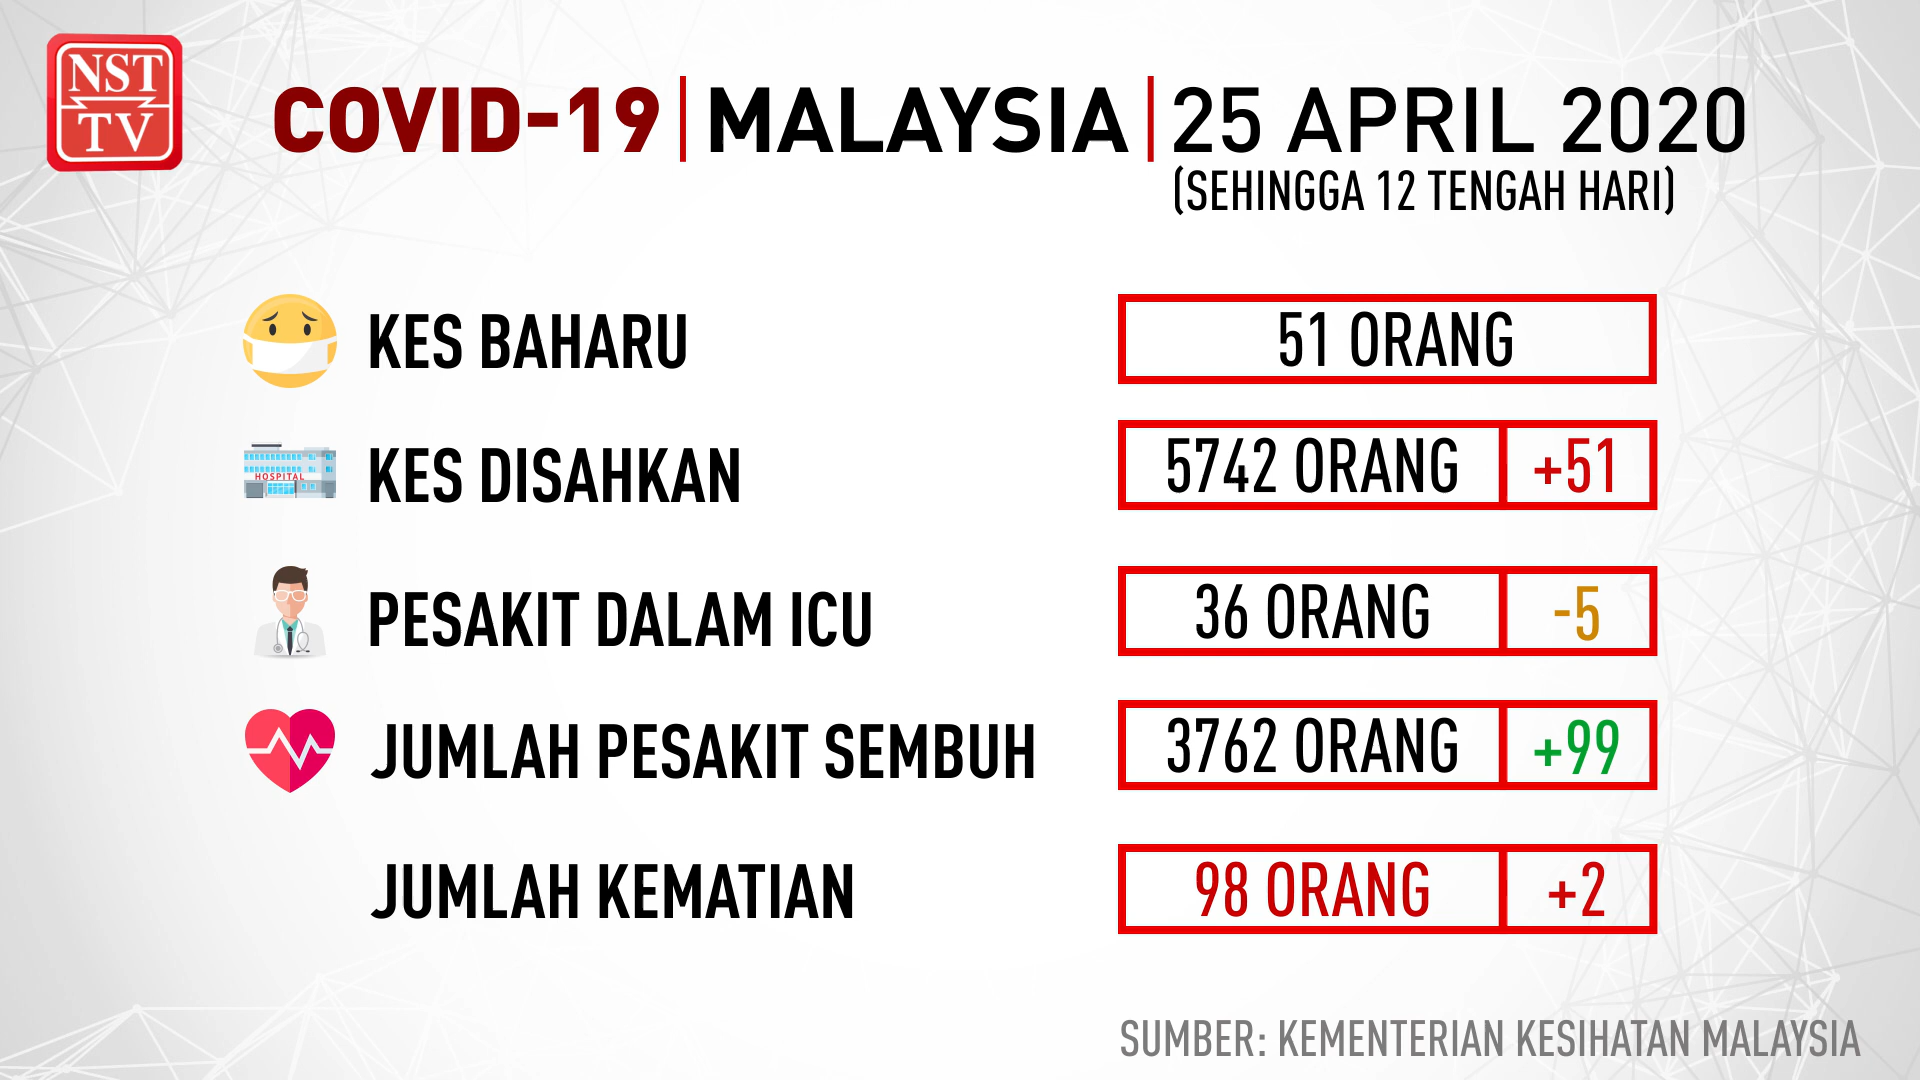 NST
TV
COVID-19 | MALAYSIA | 25 APRIL 2020
(SEHINGGA 12 TENGAH HARI)
KES BAHARU 51 ORANG
HOSPITAL
KES DISAHKAN 5742 ORANG +51
PESAKIT DALAM ICU 36 ORANG -5
JUMLAH PESAKIT SEMBUH 3762 ORANG +99
JUMLAH KEMATIAN 98 ORANG +2
SUMBER: KEMENTERIAN KESIHATAN MALAYSIA